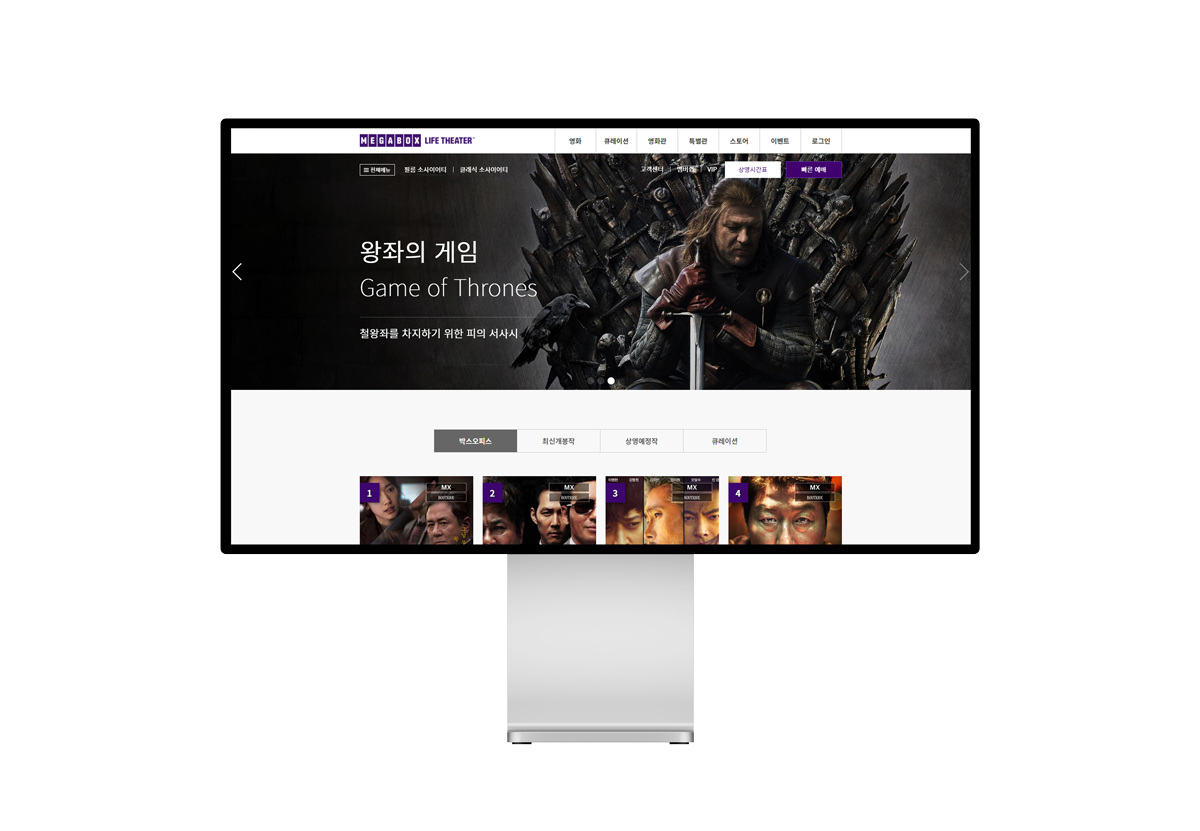 MEGABOX LIFE THEATER
영화 큐레이션 영화관 특별관 스토어 이벤트 로그인
전체메뉴 필름 소사이어티 | 클래식 소사이어티 고객센터 | 멤버쉽 | VIP 상영시간표 빠른 예매
왕좌의 게임
Game of Thrones
철왕좌를 차지하기 위한 피의 서사시
박스오피스 최신개봉작 상영예정작 큐레이션
1 MX 2 MX 3 MX 4 MX
BOUTIQUE BOUTIQUE BOUTIQUE BOUTIQUE